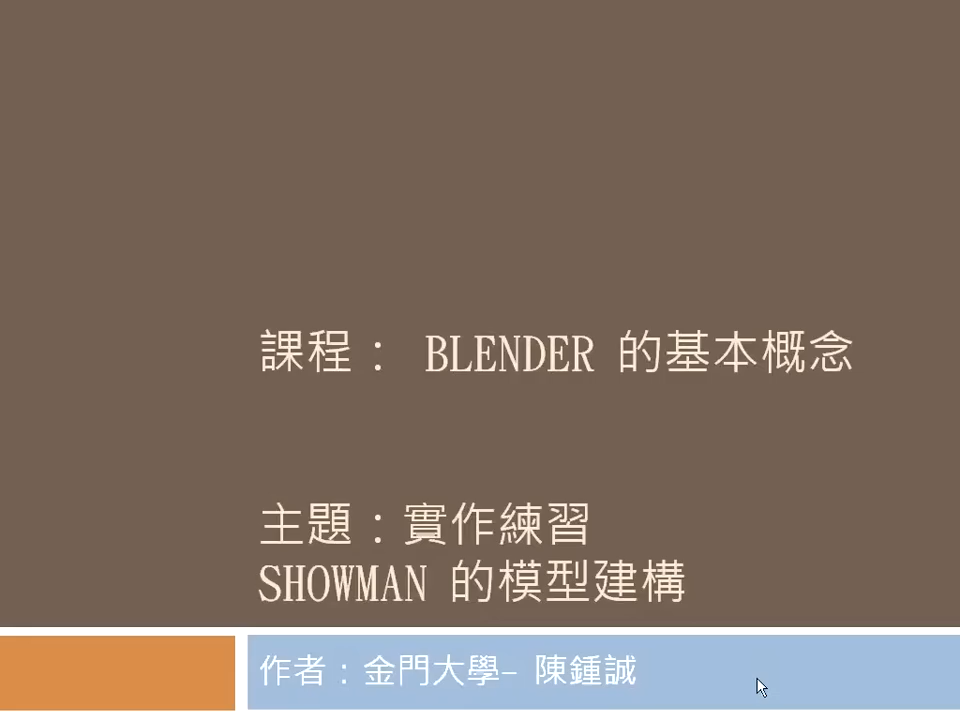 課程： BLENDER 的基本概念
主題：實作練習
SHOWMAN 的模型建構
作者：金門大學– 陳鍾誠